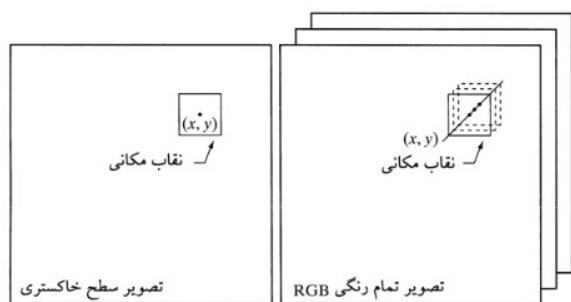 (x, y)
نقاب مکانی
تصویر سطح خاکستری
(x, y)
نقاب مکانی
تصویر تمام رنگی RGB